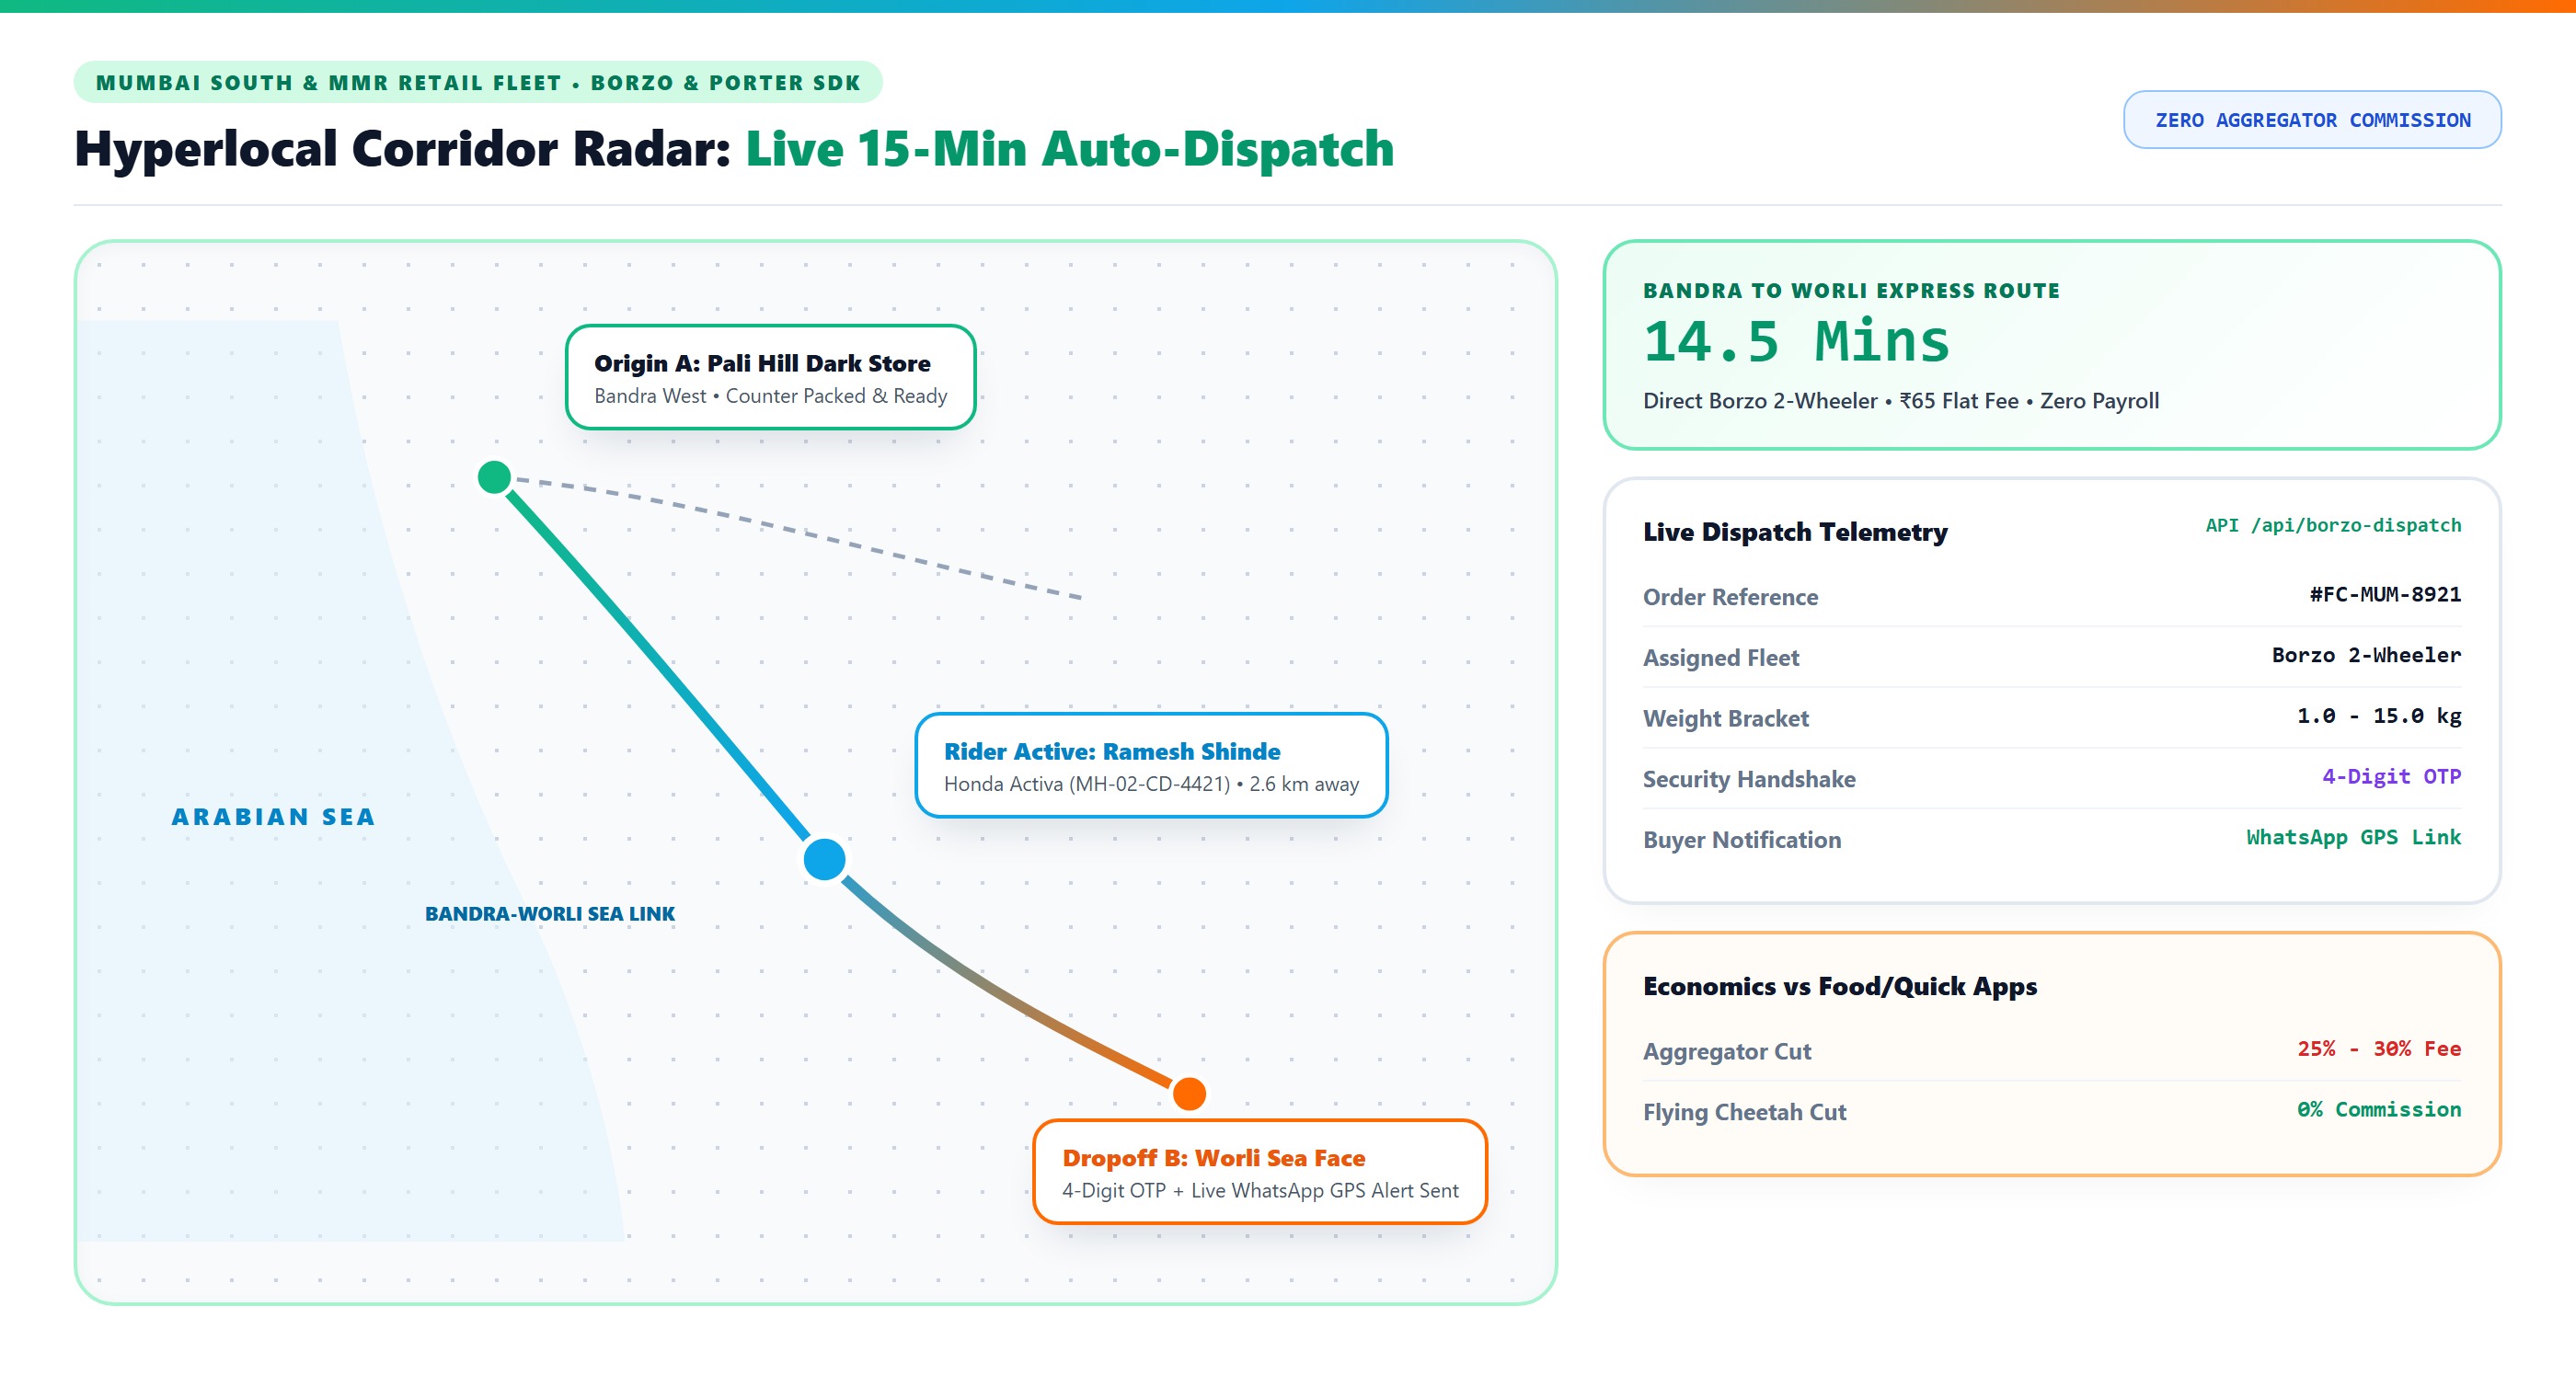 MUMBAI SOUTH & MMR RETAIL FLEET • BORZO & PORTER SDK
Hyperlocal Corridor Radar: Live 15-Min Auto-Dispatch
ZERO AGGREGATOR COMMISSION
Origin A: Pali Hill Dark Store
Bandra West • Counter Packed & Ready
Rider Active: Ramesh Shinde
Honda Activa (MH-02-CD-4421) • 2.6 km away
ARABIAN SEA
BANDRA-WORLI SEA LINK
Dropoff B: Worli Sea Face
4-Digit OTP + Live WhatsApp GPS Alert Sent
BANDRA TO WORLI EXPRESS ROUTE
14.5 Mins
Direct Borzo 2-Wheeler • ₹65 Flat Fee • Zero Payroll
Live Dispatch Telemetry API /api/borzo-dispatch
Order Reference #FC-MUM-8921
Assigned Fleet Borzo 2-Wheeler
Weight Bracket 1.0 - 15.0 kg
Security Handshake 4-Digit OTP
Buyer Notification WhatsApp GPS Link
Economics vs Food/Quick Apps
Aggregator Cut 25% - 30% Fee
Flying Cheetah Cut 0% Commission